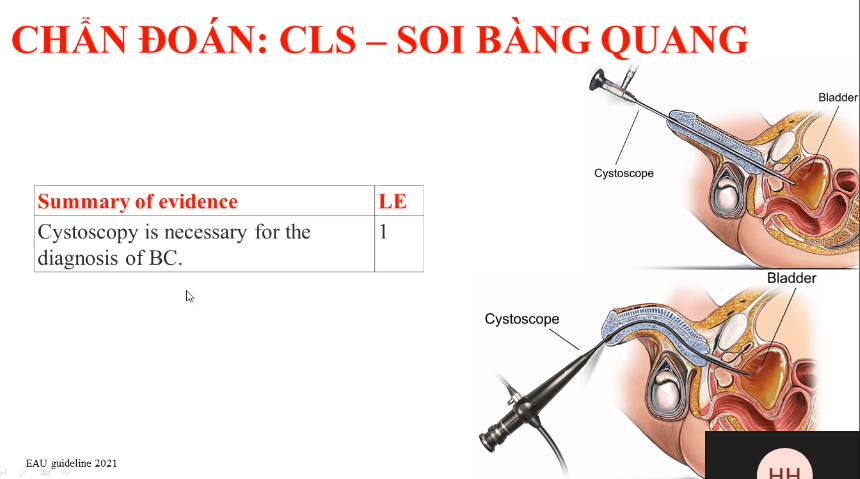 CHẨN ĐOÁN: CLS – SOI BÀNG QUANG
Bladder
Cystoscope
Summary of evidence LE
Cystoscopy is necessary for the 1
diagnosis of BC.
Bladder
Cystoscope
EAU guideline 2021
HH